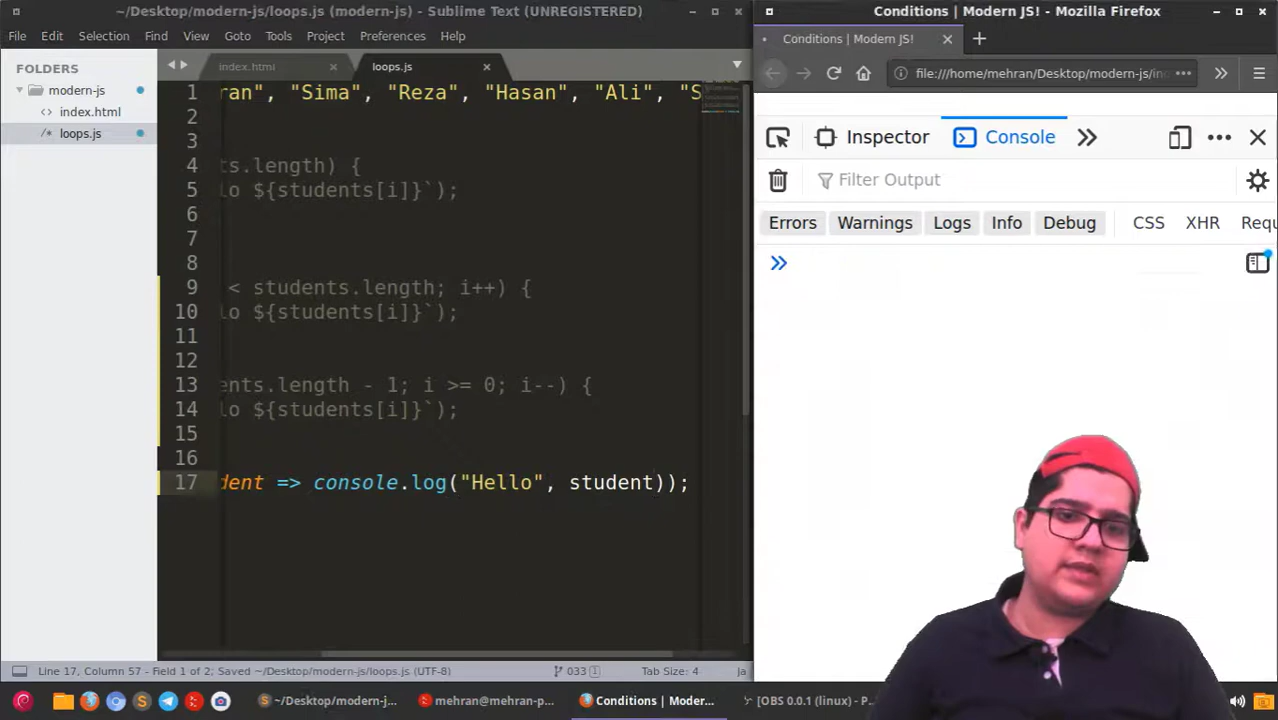 ~/Desktop/modern-js/loops.js (modern-js) - Sublime Text (UNREGISTERED)
File Edit Selection Find View Goto Tools Project Preferences Help
FOLDERS
modern-js
index.html
/* loops.js
index.html
loops.js
1 ran", "Sima", "Reza", "Hasan", "Ali", "S
2
3
4 ts.length) {
5 lo ${students[i]}`);
6
7
8
9 < students.length; i++) {
10 lo ${students[i]}`);
11
12
13 ents.length - 1; i >= 0; i--) {
14 lo ${students[i]}`);
15
16
17 dent => console.log("Hello", student));
Line 17, Column 57 - Field 1 of 2; Saved ~/Desktop/modern-js/loops.js (UTF-8)
033 1
Tab Size: 4
Ja
Conditions | Modern JS! - Mozilla Firefox
Conditions | Modern JS!
file:///home/mehran/Desktop/modern-js/in
Inspector
Console
Filter Output
Errors Warnings Logs Info Debug CSS XHR Requ
~/Desktop/modern-j...
mehran@mehran-p...
Conditions | Moder...
[OBS 0.0.1 (linux) - ...